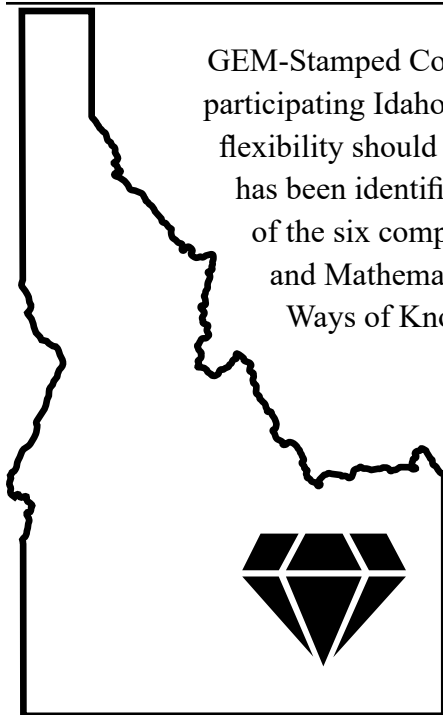 GEM-Stamped Co
participating Idaho
flexibility should
has been identifi
of the six comp
and Mathema
Ways of Kno